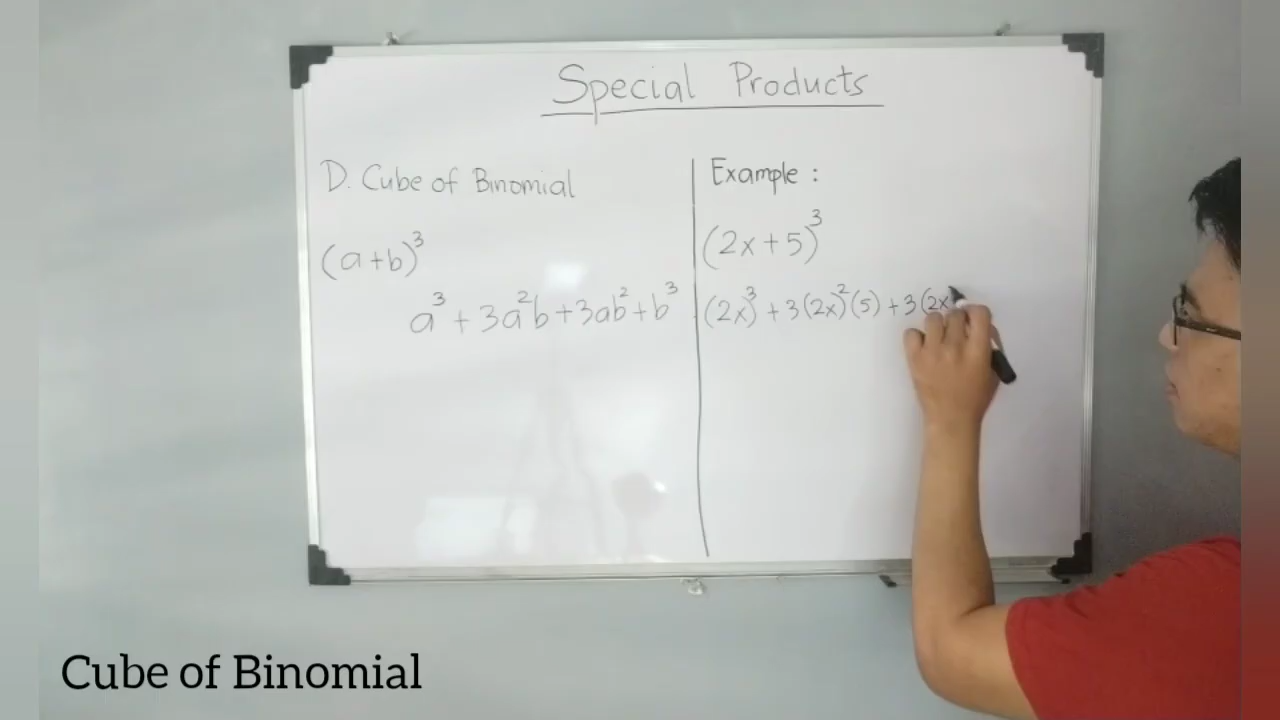 Special Products
D. Cube of Binomial
(a+b)³
a³ + 3a²b + 3ab² + b³
Example :
(2x+5)³
(2x)³ + 3(2x)²(5) + 3(2x
Cube of Binomial